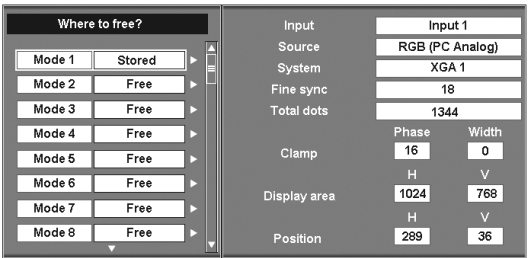 Where to free?
Mode 1 Stored
Mode 2 Free
Mode 3 Free
Mode 4 Free
Mode 5 Free
Mode 6 Free
Mode 7 Free
Mode 8 Free
Input Input 1
Source RGB (PC Analog)
System XGA 1
Fine sync 18
Total dots 1344
Phase Width
Clamp 16 0
H V
Display area 1024 768
H V
Position 289 36